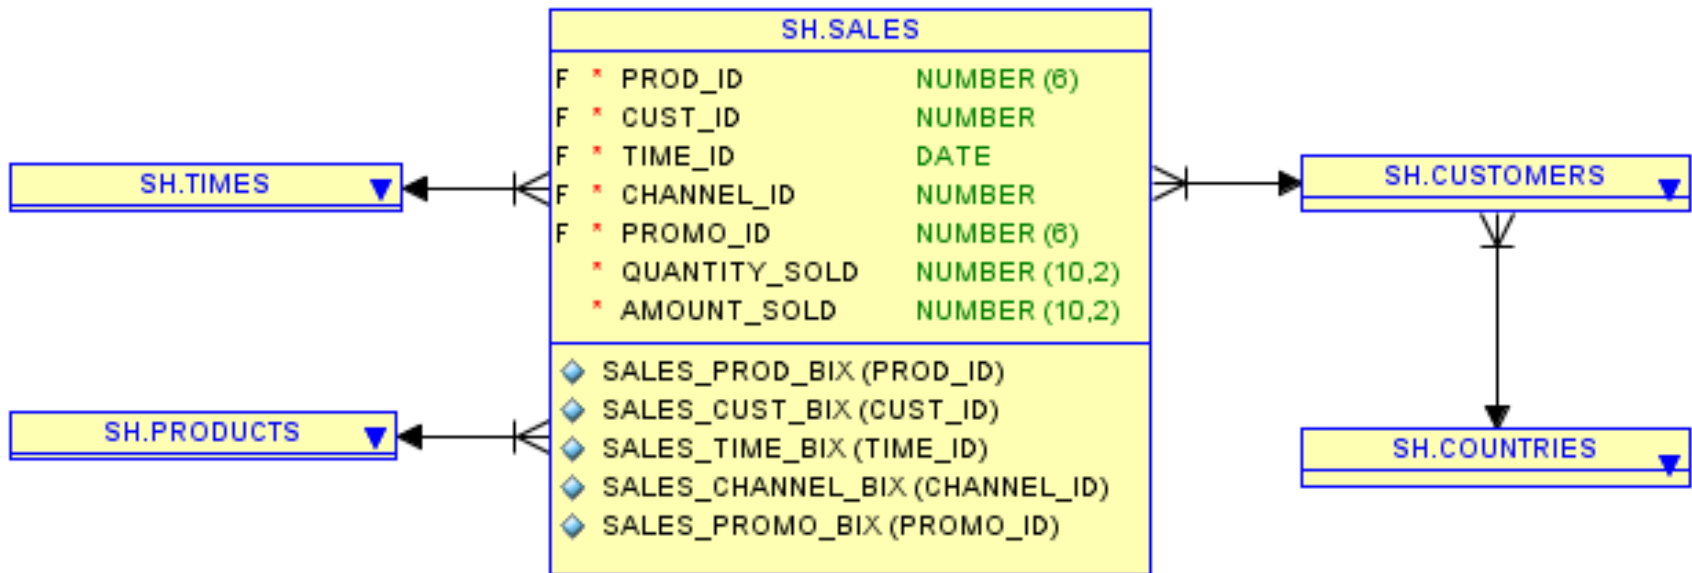 SH.SALES
F * PROD_ID NUMBER (6)
F * CUST_ID NUMBER
F * TIME_ID DATE
F * CHANNEL_ID NUMBER
F * PROMO_ID NUMBER (6)
* QUANTITY_SOLD NUMBER (10,2)
* AMOUNT_SOLD NUMBER (10,2)
SALES_PROD_BIX (PROD_ID)
SALES_CUST_BIX (CUST_ID)
SALES_TIME_BIX (TIME_ID)
SALES_CHANNEL_BIX (CHANNEL_ID)
SALES_PROMO_BIX (PROMO_ID)
SH.TIMES
SH.PRODUCTS
SH.CUSTOMERS
SH.COUNTRIES